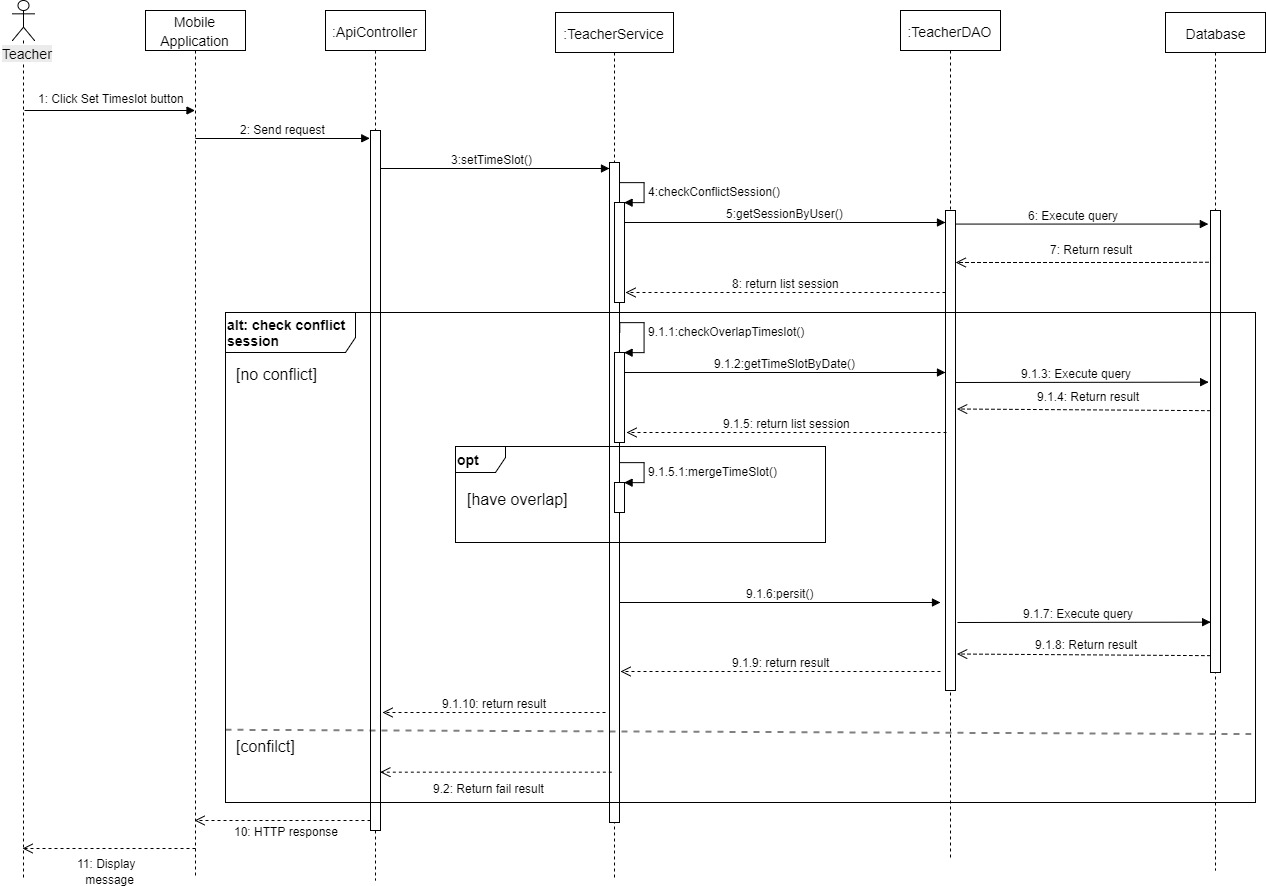 Teacher
Mobile
Application
:ApiController
:TeacherService
:TeacherDAO
Database
1: Click Set Timeslot button
2: Send request
3:setTimeSlot()
4:checkConflictSession()
5:getSessionByUser()
6: Execute query
7: Return result
8: return list session
alt: check conflict
session
[no conflict]
9.1.1:checkOverlapTimeslot()
9.1.2:getTimeSlotByDate()
9.1.3: Execute query
9.1.4: Return result
9.1.5: return list session
opt
[have overlap]
9.1.5.1:mergeTimeSlot()
9.1.6:persit()
9.1.7: Execute query
9.1.8: Return result
9.1.9: return result
9.1.10: return result
[confilct]
9.2: Return fail result
10: HTTP response
11: Display
message